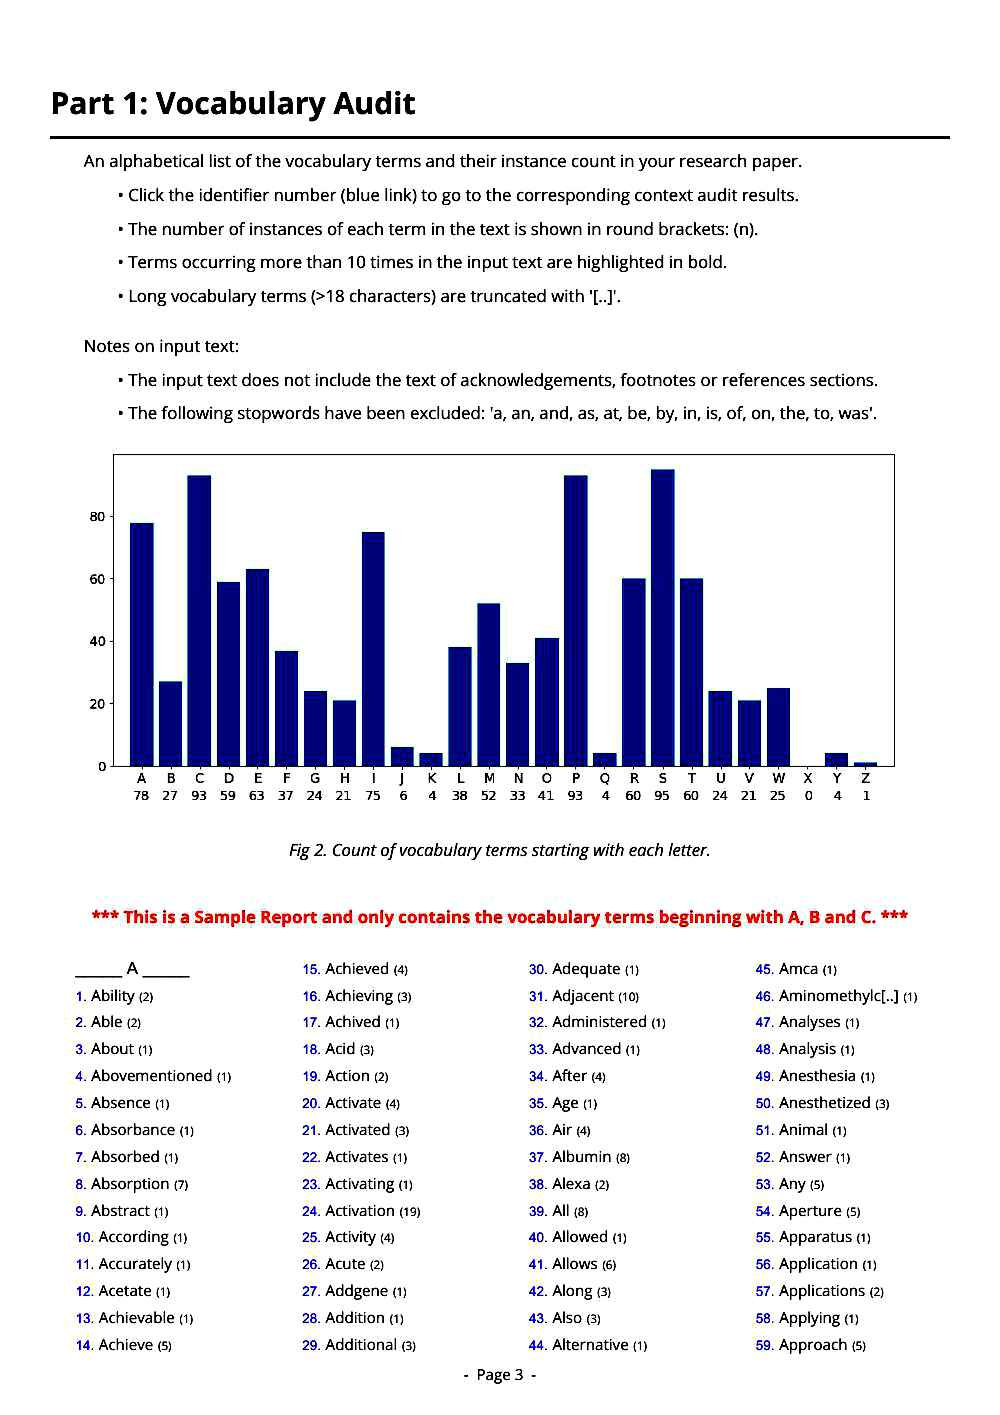 Part 1: Vocabulary Audit
An alphabetical list of the vocabulary terms and their instance count in your research paper.
• Click the identifier number (blue link) to go to the corresponding context audit results.
• The number of instances of each term in the text is shown in round brackets: (n).
• Terms occurring more than 10 times in the input text are highlighted in bold.
• Long vocabulary terms (>18 characters) are truncated with '[..]'.
Notes on input text:
• The input text does not include the text of acknowledgements, footnotes or references sections.
• The following stopwords have been excluded: 'a, an, and, as, at, be, by, in, is, of, on, the, to, was'.
80
60
40
20
0
A B C D E F G H I J K L M N O P Q R S T U V W X Y Z
78 27 93 59 63 37 24 21 75 6 4 38 52 33 41 93 4 60 95 60 24 21 25 0 4 1
Fig 2. Count of vocabulary terms starting with each letter.
*** This is a Sample Report and only contains the vocabulary terms beginning with A, B and C. ***
______ A ______
1. Ability (2)
2. Able (2)
3. About (1)
4. Abovementioned (1)
5. Absence (1)
6. Absorbance (1)
7. Absorbed (1)
8. Absorption (7)
9. Abstract (1)
10. According (1)
11. Accurately (1)
12. Acetate (1)
13. Achievable (1)
14. Achieve (5)
15. Achieved (4)
16. Achieving (3)
17. Achived (1)
18. Acid (3)
19. Action (2)
20. Activate (4)
21. Activated (3)
22. Activates (1)
23. Activating (1)
24. Activation (19)
25. Activity (4)
26. Acute (2)
27. Addgene (1)
28. Addition (1)
29. Additional (3)
30. Adequate (1)
31. Adjacent (10)
32. Administered (1)
33. Advanced (1)
34. After (4)
35. Age (1)
36. Air (4)
37. Albumin (8)
38. Alexa (2)
39. All (8)
40. Allowed (1)
41. Allows (6)
42. Along (3)
43. Also (3)
44. Alternative (1)
45. Amca (1)
46. Aminomethylc[..] (1)
47. Analyses (1)
48. Analysis (1)
49. Anesthesia (1)
50. Anesthetized (3)
51. Animal (1)
52. Answer (1)
53. Any (5)
54. Aperture (5)
55. Apparatus (1)
56. Application (1)
57. Applications (2)
58. Applying (1)
59. Approach (5)
- Page 3 -